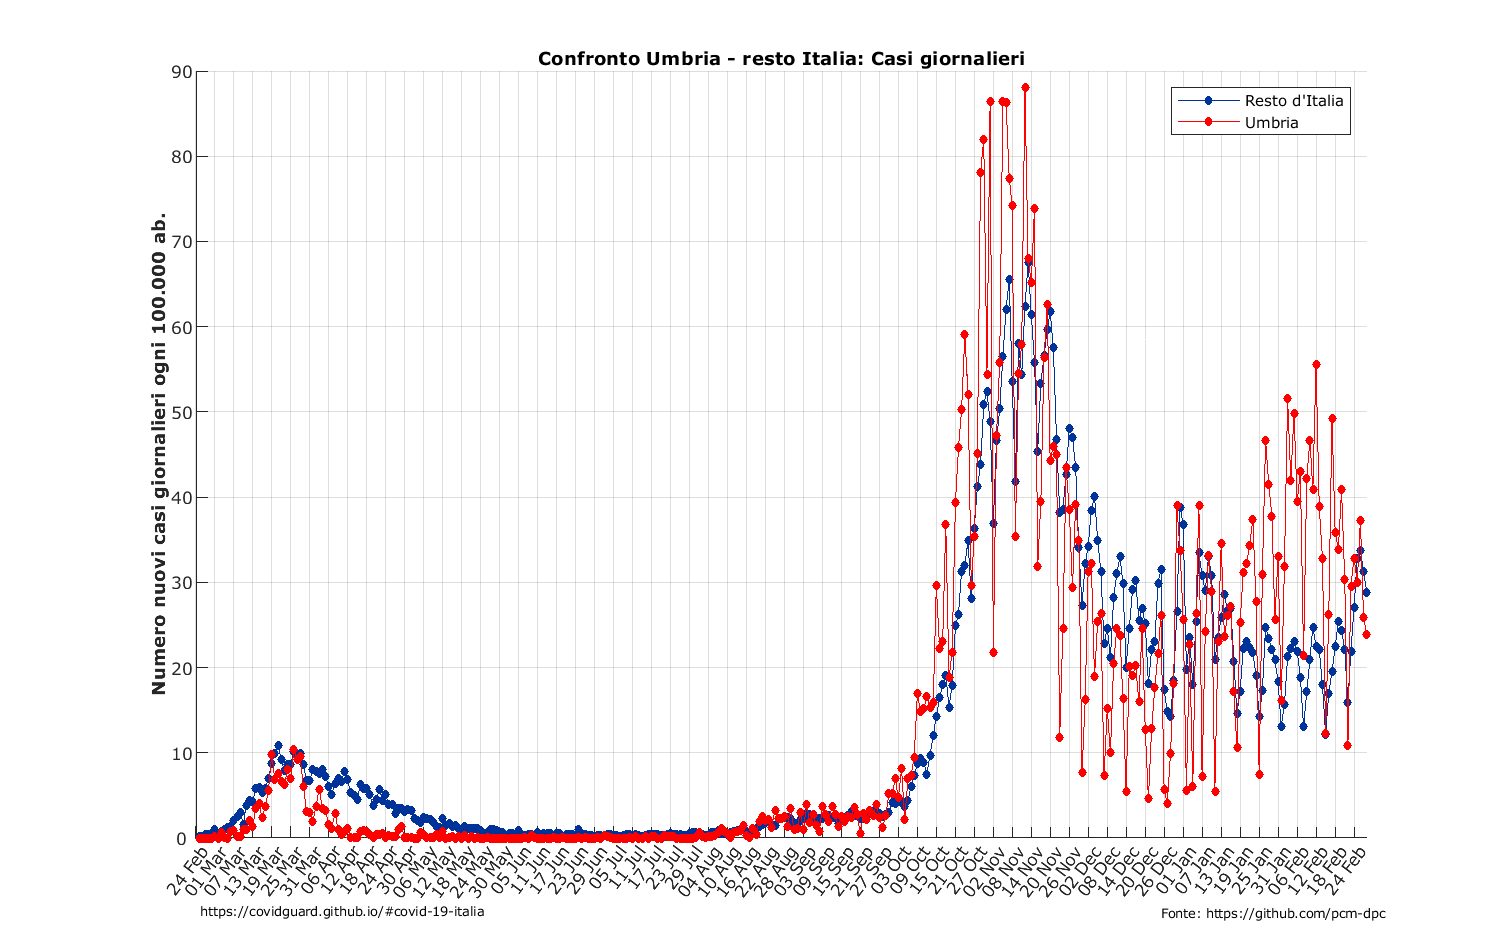 Confronto Umbria - resto Italia: Casi giornalieri
Numero nuovi casi giornalieri ogni 100.000 ab.
90
80
70
60
50
40
30
20
10
0
Resto d'Italia
Umbria
24 Feb
01 Mar
07 Mar
13 Mar
19 Mar
25 Mar
31 Mar
06 Apr
12 Apr
18 Apr
24 Apr
30 Apr
06 May
12 May
18 May
24 May
30 May
05 Jun
11 Jun
17 Jun
23 Jun
29 Jun
05 Jul
11 Jul
17 Jul
23 Jul
29 Jul
04 Aug
10 Aug
16 Aug
22 Aug
28 Aug
03 Sep
09 Sep
15 Sep
21 Sep
27 Sep
03 Oct
09 Oct
15 Oct
21 Oct
27 Oct
02 Nov
08 Nov
14 Nov
20 Nov
26 Nov
02 Dec
08 Dec
14 Dec
20 Dec
26 Dec
01 Jan
07 Jan
13 Jan
19 Jan
25 Jan
31 Jan
06 Feb
12 Feb
18 Feb
24 Feb
https://covidguard.github.io/#covid-19-italia
Fonte: https://github.com/pcm-dpc